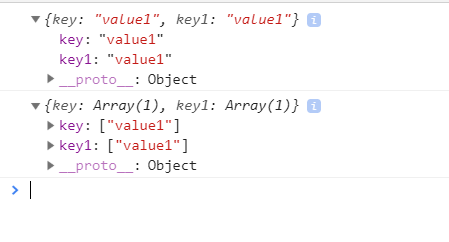 ▼{key: "value1", key1: "value1"} i
key: "value1"
key1: "value1"
▶__proto__: Object
▼{key: Array(1), key1: Array(1)} i
▶key: ["value1"]
▶key1: ["value1"]
▶__proto__: Object
>